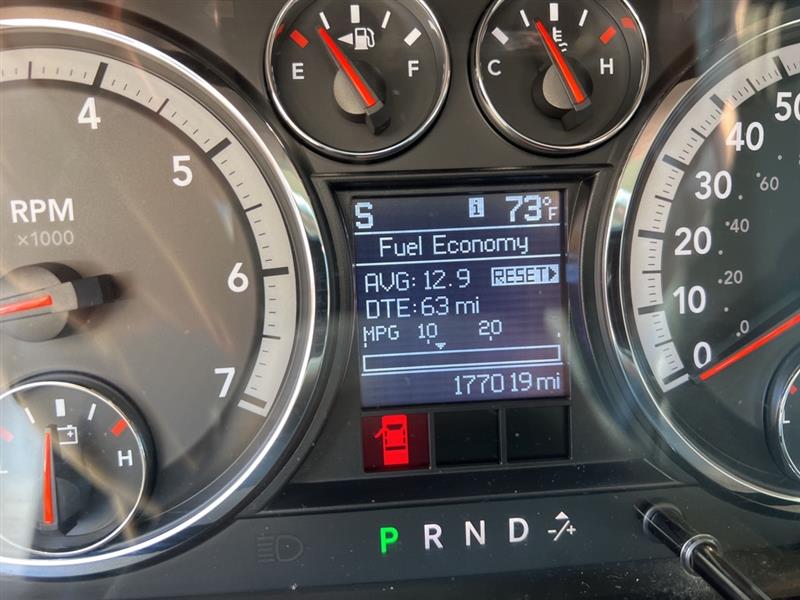 4
5
6
7
RPM
×1000
E
F
C
H
L
H
S
i
73°F
Fuel Economy
AVG: 12.9 RESET
DTE: 63 mi
MPG 10 20
177019 mi
P R N D -/+
50
40
30
20
10
0
60
40
20
0
L